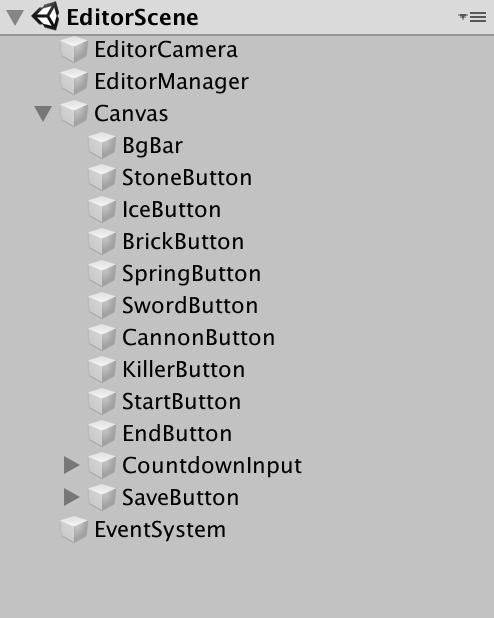 EditorScene
EditorCamera
EditorManager
Canvas
BgBar
StoneButton
IceButton
BrickButton
SpringButton
SwordButton
CannonButton
KillerButton
StartButton
EndButton
CountdownInput
SaveButton
EventSystem